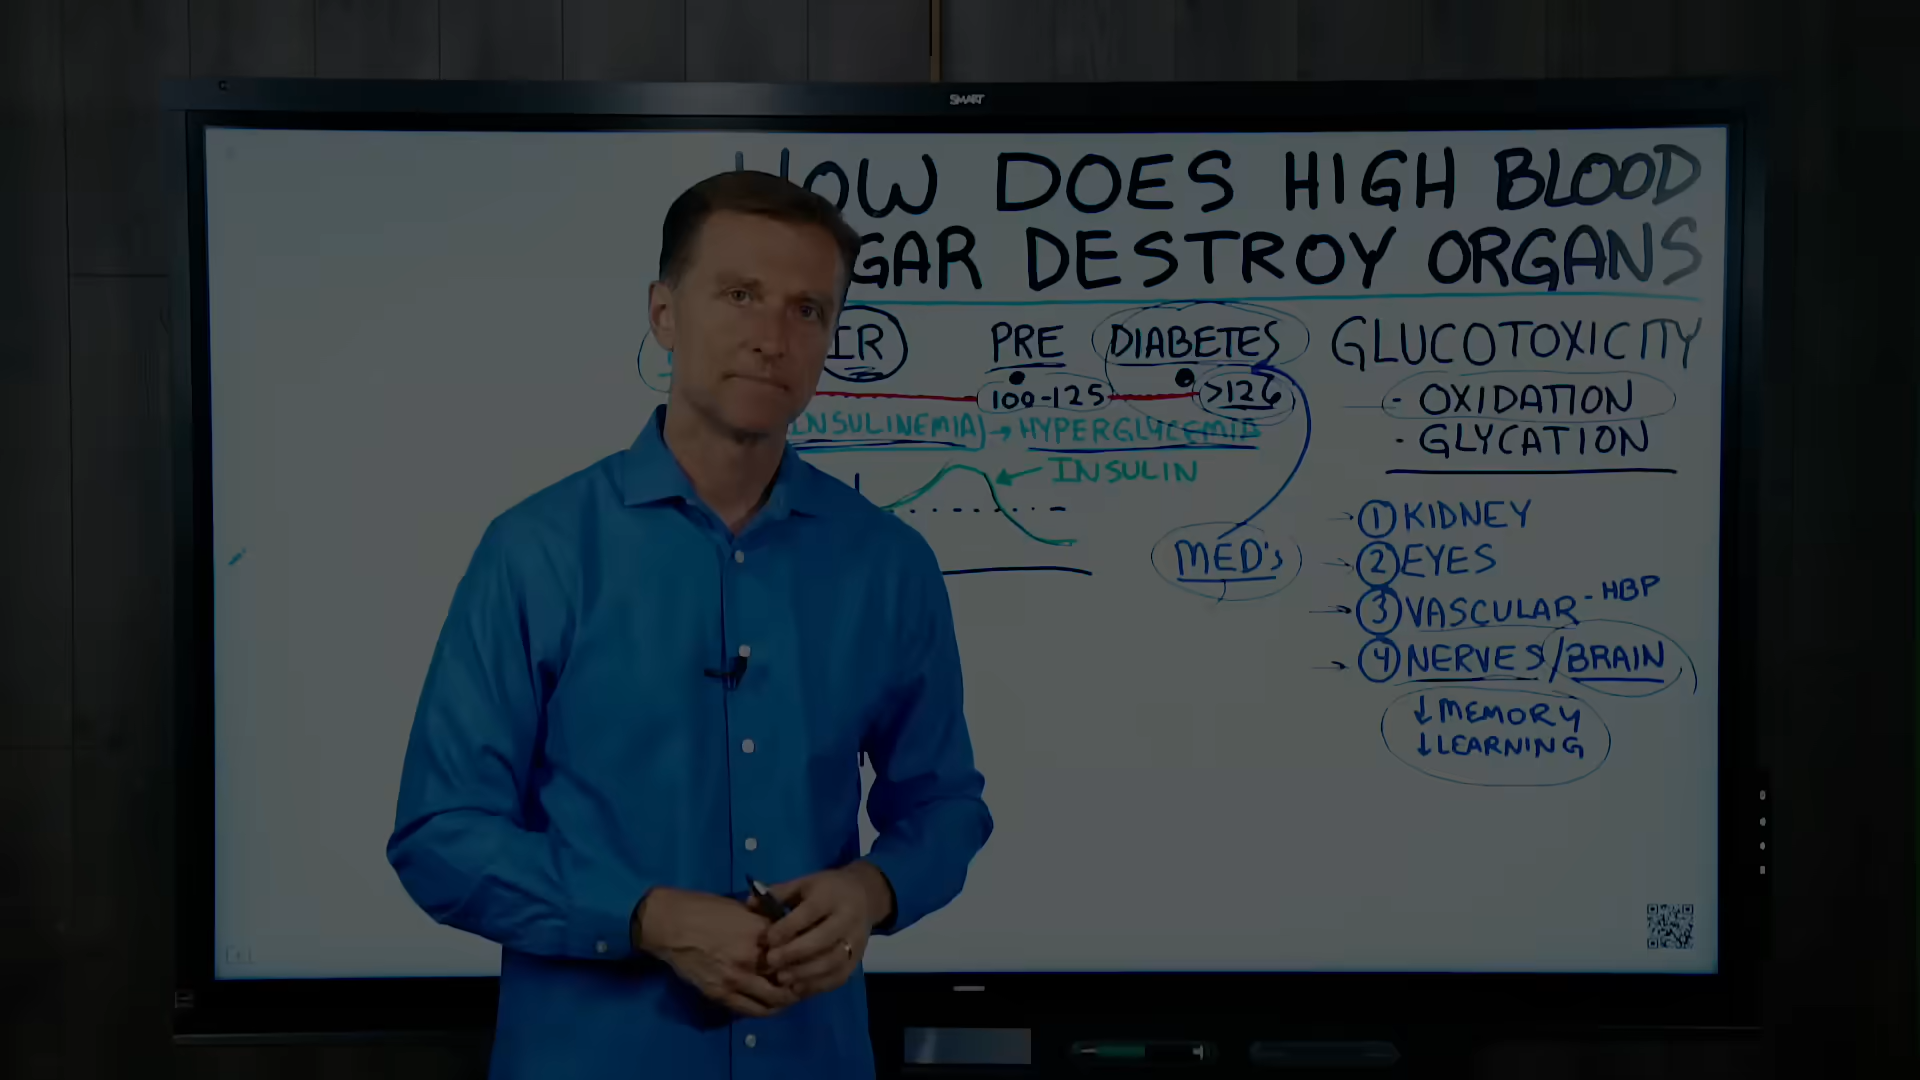 SMART
HOW DOES HIGH BLOOD
GAR DESTROY ORGANS
IR PRE DIABETES
100-125 >126
INSULINEMIA) → HYPERGLYCEMIA
INSULIN
MED'S
GLUCOTOXICITY
- OXIDATION
- GLYCATION
→ ① KIDNEY
→ ② EYES
→ ③ VASCULAR - HBP
→ ④ NERVES/BRAIN
↓ MEMORY
↓ LEARNING